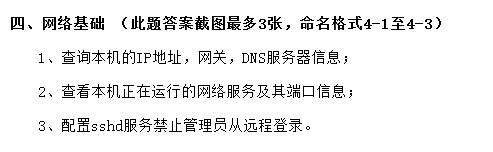 四、网络基础 （此题答案截图最多3张，命名格式4-1至4-3）
1、查询本机的IP地址，网关，DNS服务器信息；
2、查看本机正在运行的网络服务及其端口信息；
3、配置sshd服务禁止管理员从远程登录。